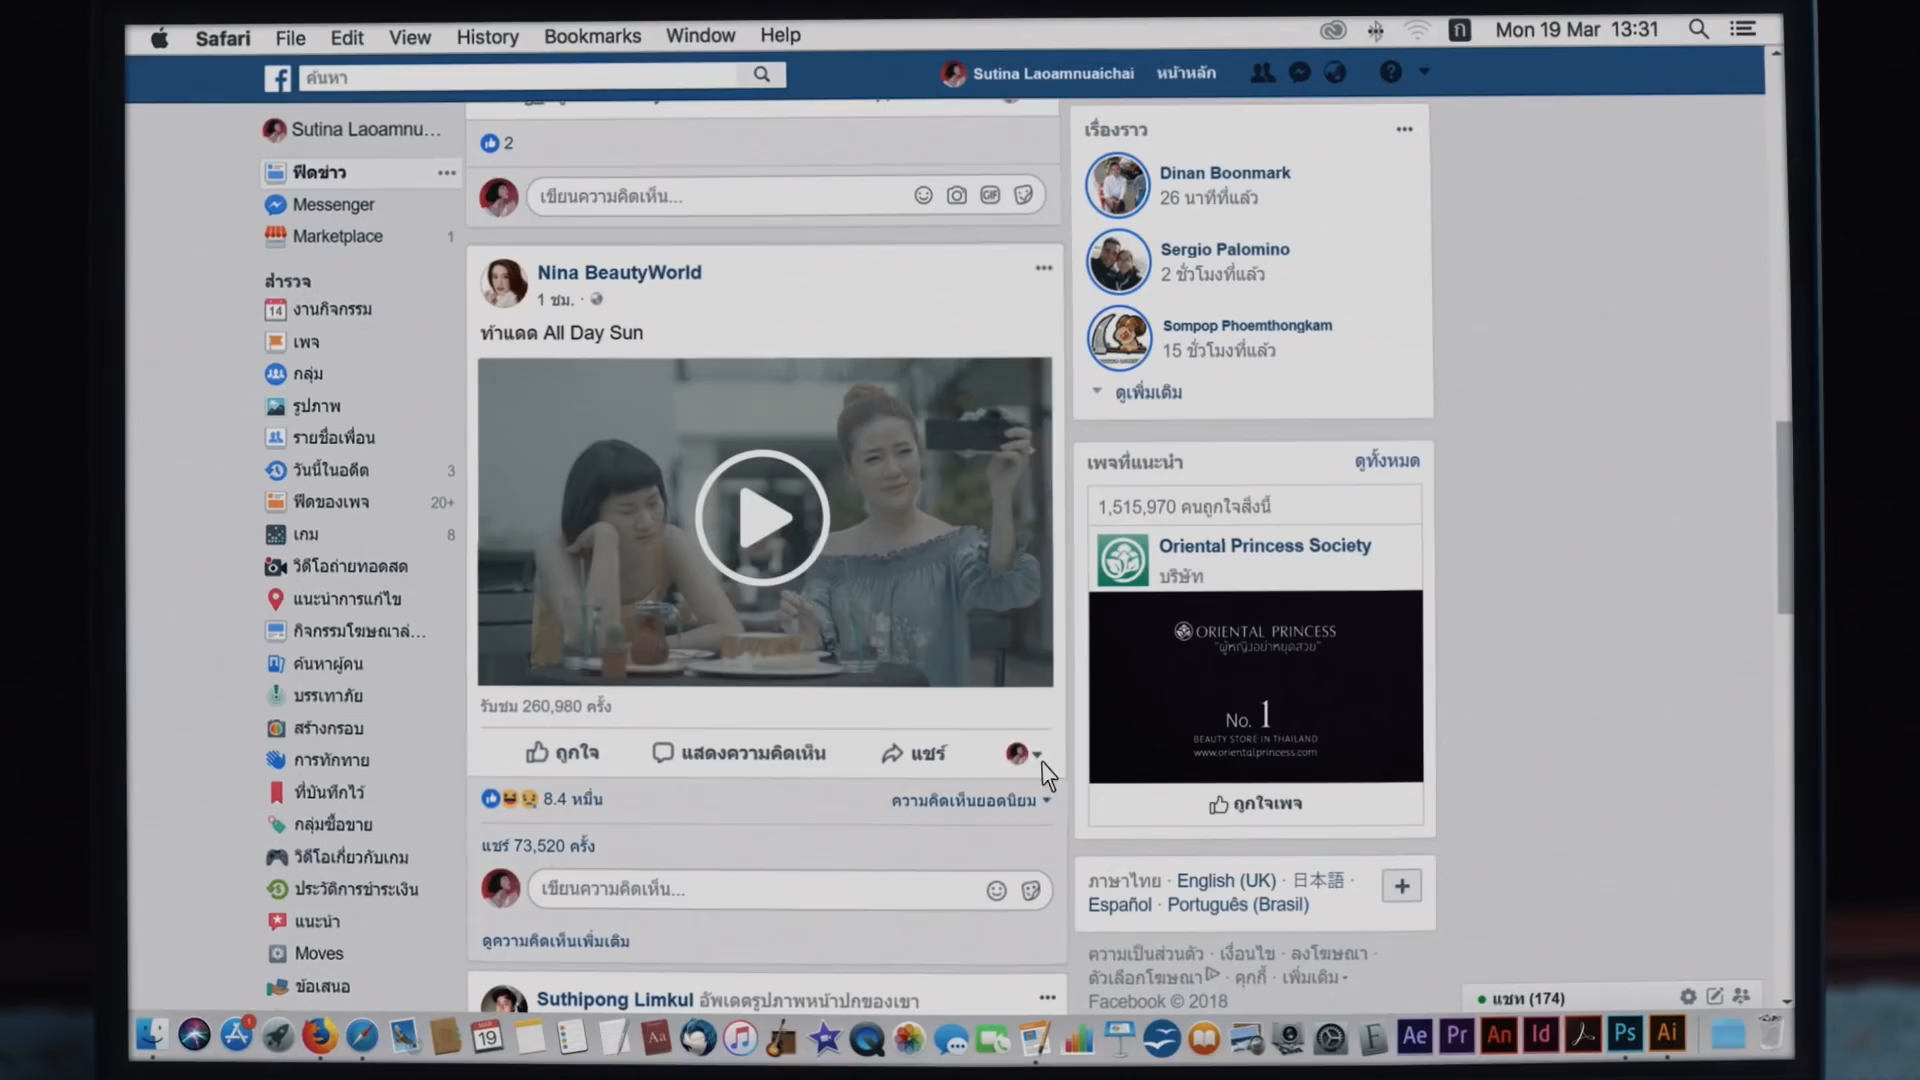 Safari File Edit View History Bookmarks Window Help
ก Mon 19 Mar 13:31
ค้นหา
Sutina Laoamnuaichai หน้าหลัก
Sutina Laoamnu...
ฟีดข่าว
Messenger
Marketplace 1
สำรวจ
14 งานกิจกรรม
เพจ
กลุ่ม
รูปภาพ
รายชื่อเพื่อน
วันนี้ในอดีต 3
ฟีดของเพจ 20+
เกม 8
วิดีโอถ่ายทอดสด
แนะนำการแก้ไข
กิจกรรมโฆษณาล่...
ค้นหาผู้คน
บรรเทาภัย
สร้างกรอบ
การทักทาย
ที่บันทึกไว้
กลุ่มซื้อขาย
วิดีโอเกี่ยวกับเกม
ประวัติการชำระเงิน
แนะนำ
Moves
ข้อเสนอ
2
เขียนความคิดเห็น...
GIF
Nina BeautyWorld
1 ชม. ·
ท้าแดด All Day Sun
รับชม 260,980 ครั้ง
ถูกใจ แสดงความคิดเห็น แชร์
8.4 หมื่น ความคิดเห็นยอดนิยม
แชร์ 73,520 ครั้ง
เขียนความคิดเห็น...
ดูความคิดเห็นเพิ่มเติม
Suthipong Limkul อัพเดตรูปภาพหน้าปกของเขา
เรื่องราว
Dinan Boonmark
26 นาทีที่แล้ว
Sergio Palomino
2 ชั่วโมงที่แล้ว
Sompop Phoemthongkam
15 ชั่วโมงที่แล้ว
ดูเพิ่มเติม
เพจที่แนะนำ ดูทั้งหมด
1,515,970 คนถูกใจสิ่งนี้
Oriental Princess Society
บริษัท
ORIENTAL PRINCESS
"ผู้หญิงอย่าหยุดสวย"
No. 1
BEAUTY STORE IN THAILAND
www.orientalprincess.com
ถูกใจเพจ
ภาษาไทย · English (UK) · 日本語 ·
Español · Português (Brasil)
ความเป็นส่วนตัว · เงื่อนไข · ลงโฆษณา ·
ตัวเลือกโฆษณา · คุกกี้ · เพิ่มเติม
Facebook © 2018
แชท (174)
1 MAR 19 Aa F Ae Pr An Id Ps Ai